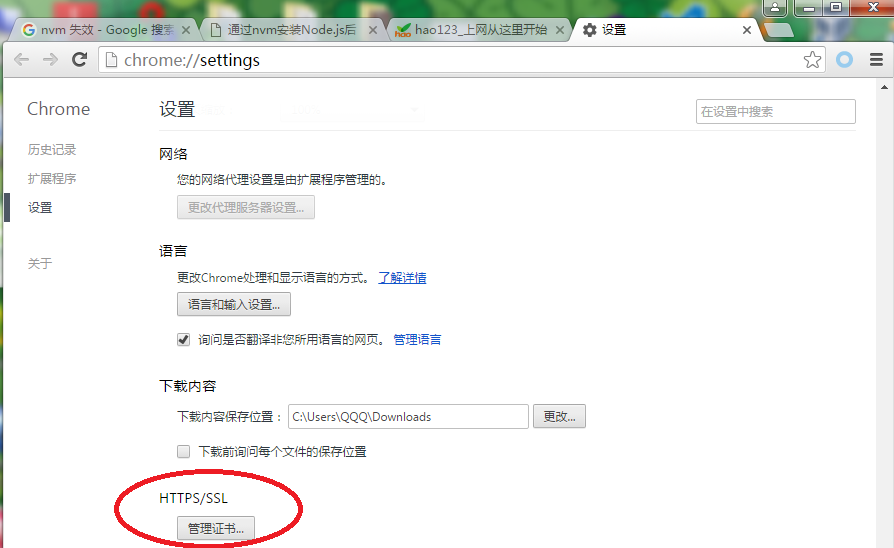 nvm 失效 - Google 搜索
通过nvm安装Node.js后
hao123_上网从这里开始
设置
chrome://settings
Chrome
设置
在设置中搜索
历史记录
扩展程序
设置
关于
网络
您的网络代理设置是由扩展程序管理的。
更改代理服务器设置...
语言
更改Chrome处理和显示语言的方式。 了解详情
语言和输入设置...
询问是否翻译非您所用语言的网页。 管理语言
下载内容
下载内容保存位置： C:\Users\QQQ\Downloads 更改...
下载前询问每个文件的保存位置
HTTPS/SSL
管理证书...